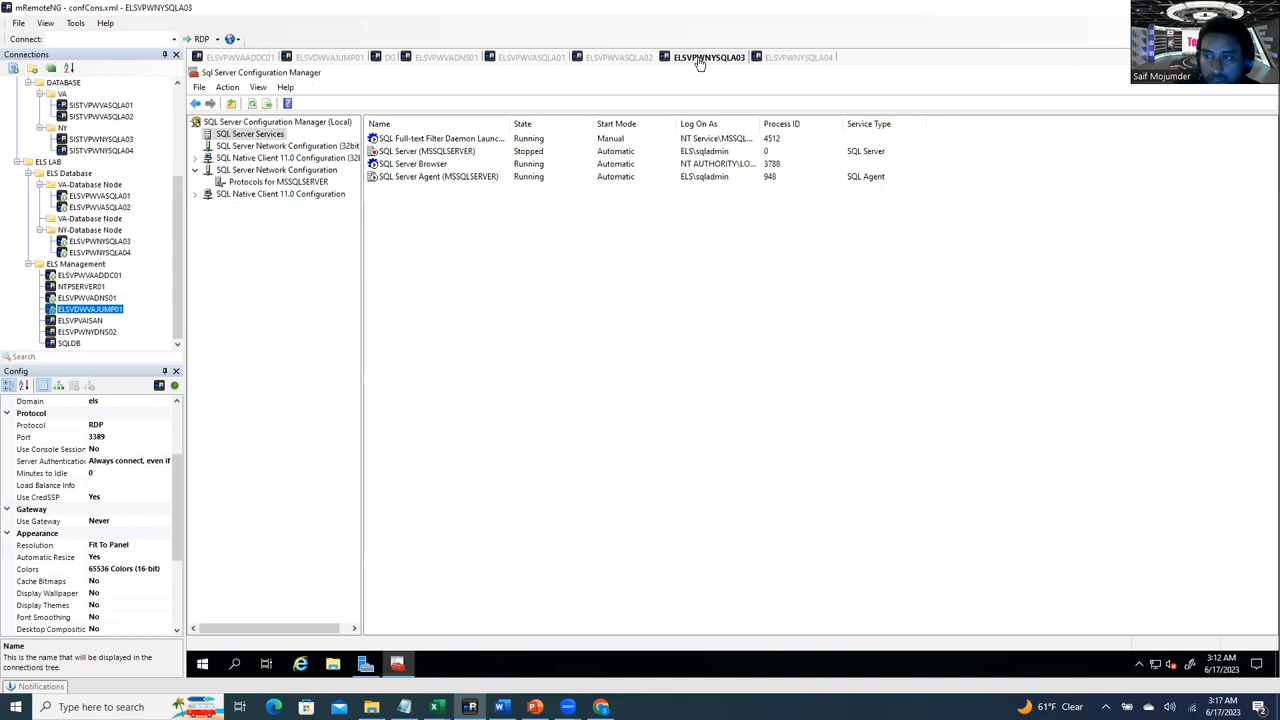 mRemoteNG - confCons.xml - ELSVPWNYSQLA03
File View Tools Help
Connect: RDP
Connections
ELSVPWVAADDC01 ELSVDWVAJUMP01 DG ELSVPWVADNS01 ELSVPWVASQLA01 ELSVPWVASQLA02 ELSVPWNYSQLA03 ELSVPWNYSQLA04
DATABASE
VA
SISTVPWVASQLA01
SISTVPWVASQLA02
NY
SISTVPWNYSQLA03
SISTVPWNYSQLA04
ELS LAB
ELS Database
VA-Database Node
ELSVPWVASQLA01
ELSVPWVASQLA02
VA-Database Node
NY-Database Node
ELSVPWNYSQLA03
ELSVPWNYSQLA04
ELS Management
ELSVPWVAADDC01
NTPSERVER01
ELSVPWVADNS01
ELSVDWVAJUMP01
ELSVPVAISAN
ELSVPWNYDNS02
SQLDB
Search
Config
Domain els
Protocol
Protocol RDP
Port 3389
Use Console Session No
Server Authentication Always connect, even if
Minutes to Idle 0
Load Balance Info
Use CredSSP Yes
Gateway
Use Gateway Never
Appearance
Resolution Fit To Panel
Automatic Resize Yes
Colors 65536 Colors (16-bit)
Cache Bitmaps No
Display Wallpaper No
Display Themes No
Font Smoothing No
Desktop Compositic No
Name
This is the name that will be displayed in the
connections tree.
Notifications
Sql Server Configuration Manager
File Action View Help
SQL Server Configuration Manager (Local)
SQL Server Services
SQL Server Network Configuration (32bit
SQL Native Client 11.0 Configuration (32l
SQL Server Network Configuration
Protocols for MSSQLSERVER
SQL Native Client 11.0 Configuration
Name State Start Mode Log On As Process ID Service Type
SQL Full-text Filter Daemon Launc... Running Manual NT Service\MSSQL... 4512
SQL Server (MSSQLSERVER) Stopped Automatic ELS\sqladmin 0 SQL Server
SQL Server Browser Running Automatic NT AUTHORITY\LO... 3788
SQL Server Agent (MSSQLSERVER) Running Automatic ELS\sqladmin 948 SQL Agent
Saif Mojumder
3:12 AM
6/17/2023
Type here to search
61°F Clear
3:17 AM
6/17/2023
2